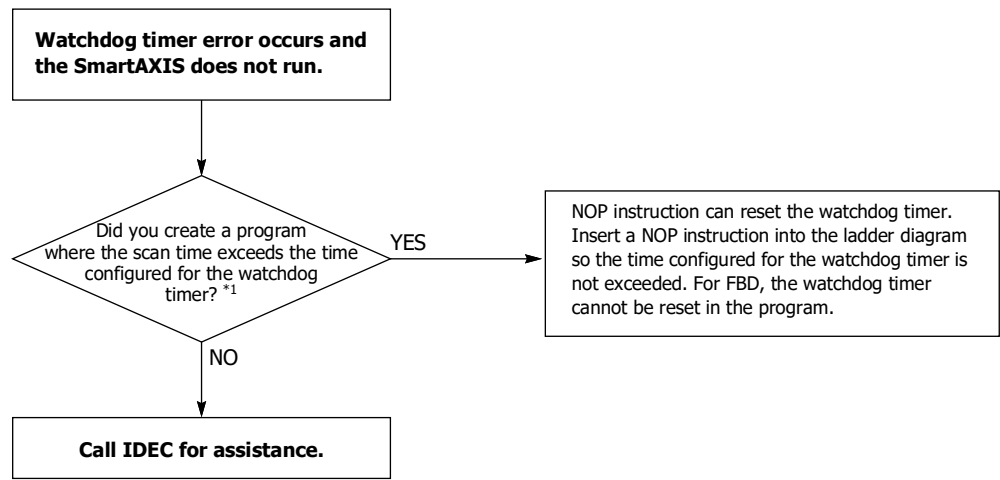 Watchdog timer error occurs and
the SmartAXIS does not run.
Did you create a program
where the scan time exceeds the time
configured for the watchdog
timer? *1
YES
NOP instruction can reset the watchdog timer.
Insert a NOP instruction into the ladder diagram
so the time configured for the watchdog timer is
not exceeded. For FBD, the watchdog timer
cannot be reset in the program.
NO
Call IDEC for assistance.